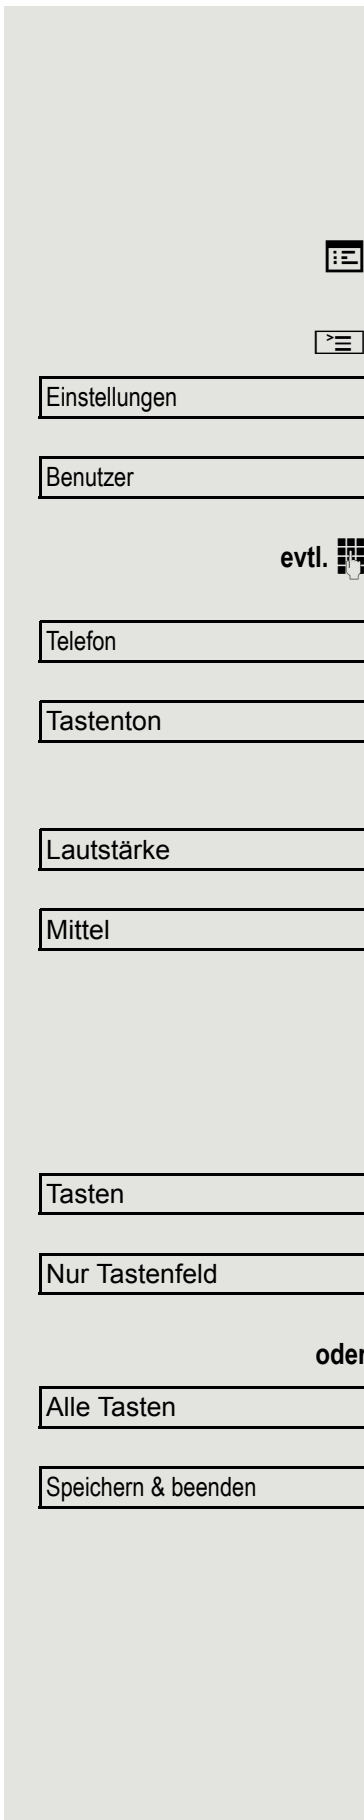 Einstellungen
Benutzer
evtl.
Telefon
Tastenton
Lautstärke
Mittel
Tasten
Nur Tastenfeld
oder
Alle Tasten
Speichern & beenden